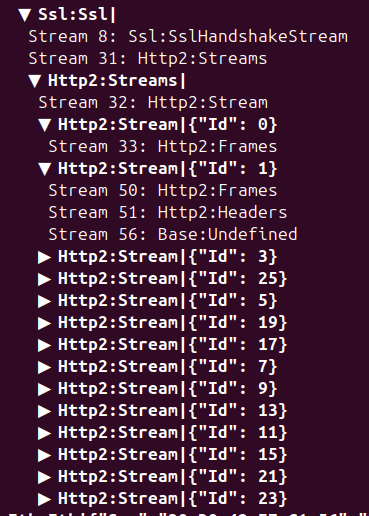 ▼ Ssl:Ssl|
Stream 8: Ssl:SslHandshakeStream
Stream 31: Http2:Streams
▼ Http2:Streams|
Stream 32: Http2:Stream
▼ Http2:Stream|{"Id": 0}
Stream 33: Http2:Frames
▼ Http2:Stream|{"Id": 1}
Stream 50: Http2:Frames
Stream 51: Http2:Headers
Stream 56: Base:Undefined
▶ Http2:Stream|{"Id": 3}
▶ Http2:Stream|{"Id": 25}
▶ Http2:Stream|{"Id": 5}
▶ Http2:Stream|{"Id": 19}
▶ Http2:Stream|{"Id": 17}
▶ Http2:Stream|{"Id": 7}
▶ Http2:Stream|{"Id": 9}
▶ Http2:Stream|{"Id": 13}
▶ Http2:Stream|{"Id": 11}
▶ Http2:Stream|{"Id": 15}
▶ Http2:Stream|{"Id": 21}
▶ Http2:Stream|{"Id": 23}